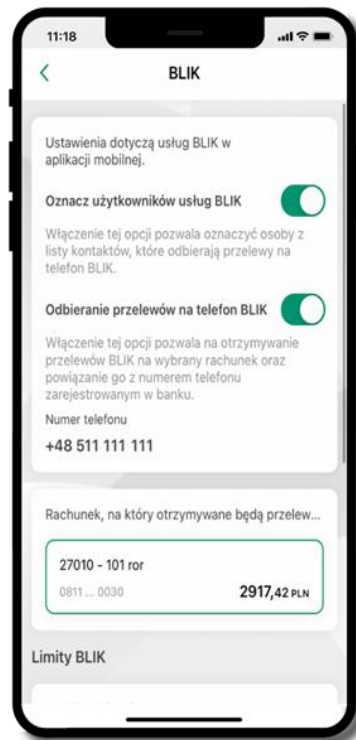 11:18
BLIK
Ustawienia dotyczą usług BLIK w
aplikacji mobilnej.
Oznacz użytkowników usług BLIK
Włączenie tej opcji pozwala oznaczyć osoby z
listy kontaktów, które odbierają przelewy na
telefon BLIK.
Odbieranie przelewów na telefon BLIK
Włączenie tej opcji pozwala na otrzymywanie
przelewów BLIK na wybrany rachunek oraz
powiązanie go z numerem telefonu
zarejestrowanym w banku.
Numer telefonu
+48 511 111 111
Rachunek, na który otrzymywane będą przelew...
27010 - 101 ror
0811 ... 0030 2917,42 PLN
Limity BLIK